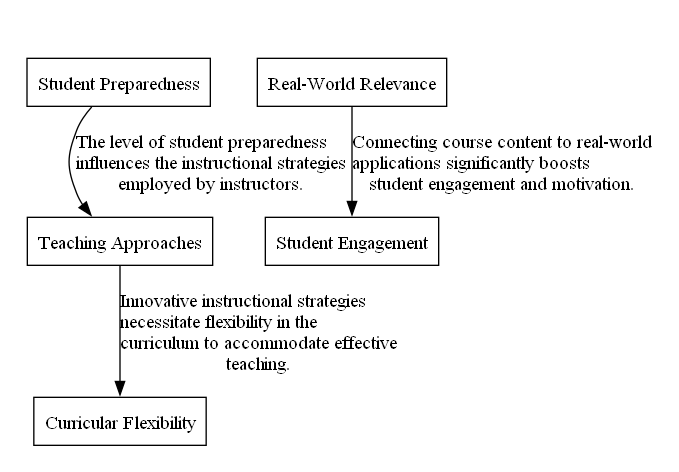 Student Preparedness
Real-World Relevance
The level of student preparedness
influences the instructional strategies
employed by instructors.
Connecting course content to real-world
applications significantly boosts
student engagement and motivation.
Teaching Approaches
Student Engagement
Innovative instructional strategies
necessitate flexibility in the
curriculum to accommodate effective
teaching.
Curricular Flexibility